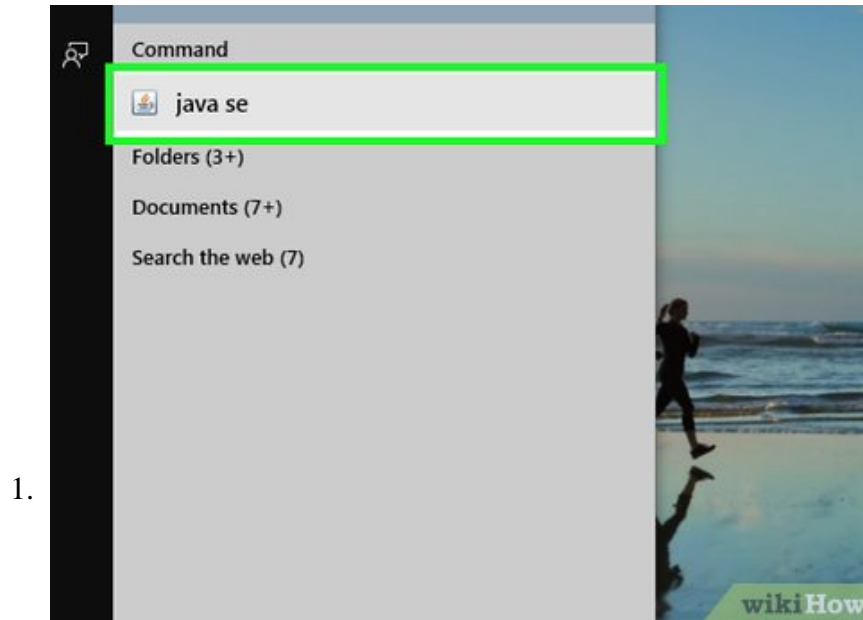 Command
java se
Folders (3+)
Documents (7+)
Search the web (7)
1.
wikiHow